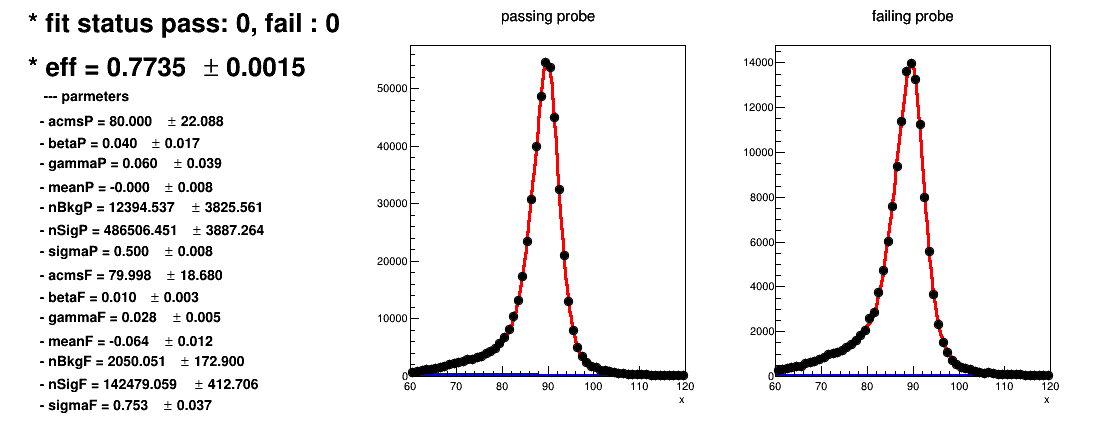 * fit status pass: 0, fail : 0
* eff = 0.7735 ± 0.0015
--- parmeters
- acmsP = 80.000 ± 22.088
- betaP = 0.040 ± 0.017
- gammaP = 0.060 ± 0.039
- meanP = -0.000 ± 0.008
- nBkgP = 12394.537 ± 3825.561
- nSigP = 486506.451 ± 3887.264
- sigmaP = 0.500 ± 0.008
- acmsF = 79.998 ± 18.680
- betaF = 0.010 ± 0.003
- gammaF = 0.028 ± 0.005
- meanF = -0.064 ± 0.012
- nBkgF = 2050.051 ± 172.900
- nSigF = 142479.059 ± 412.706
- sigmaF = 0.753 ± 0.037
passing probe
50000
40000
30000
20000
10000
0
60 70 80 90 100 110 120
x
failing probe
14000
12000
10000
8000
6000
4000
2000
0
60 70 80 90 100 110 120
x